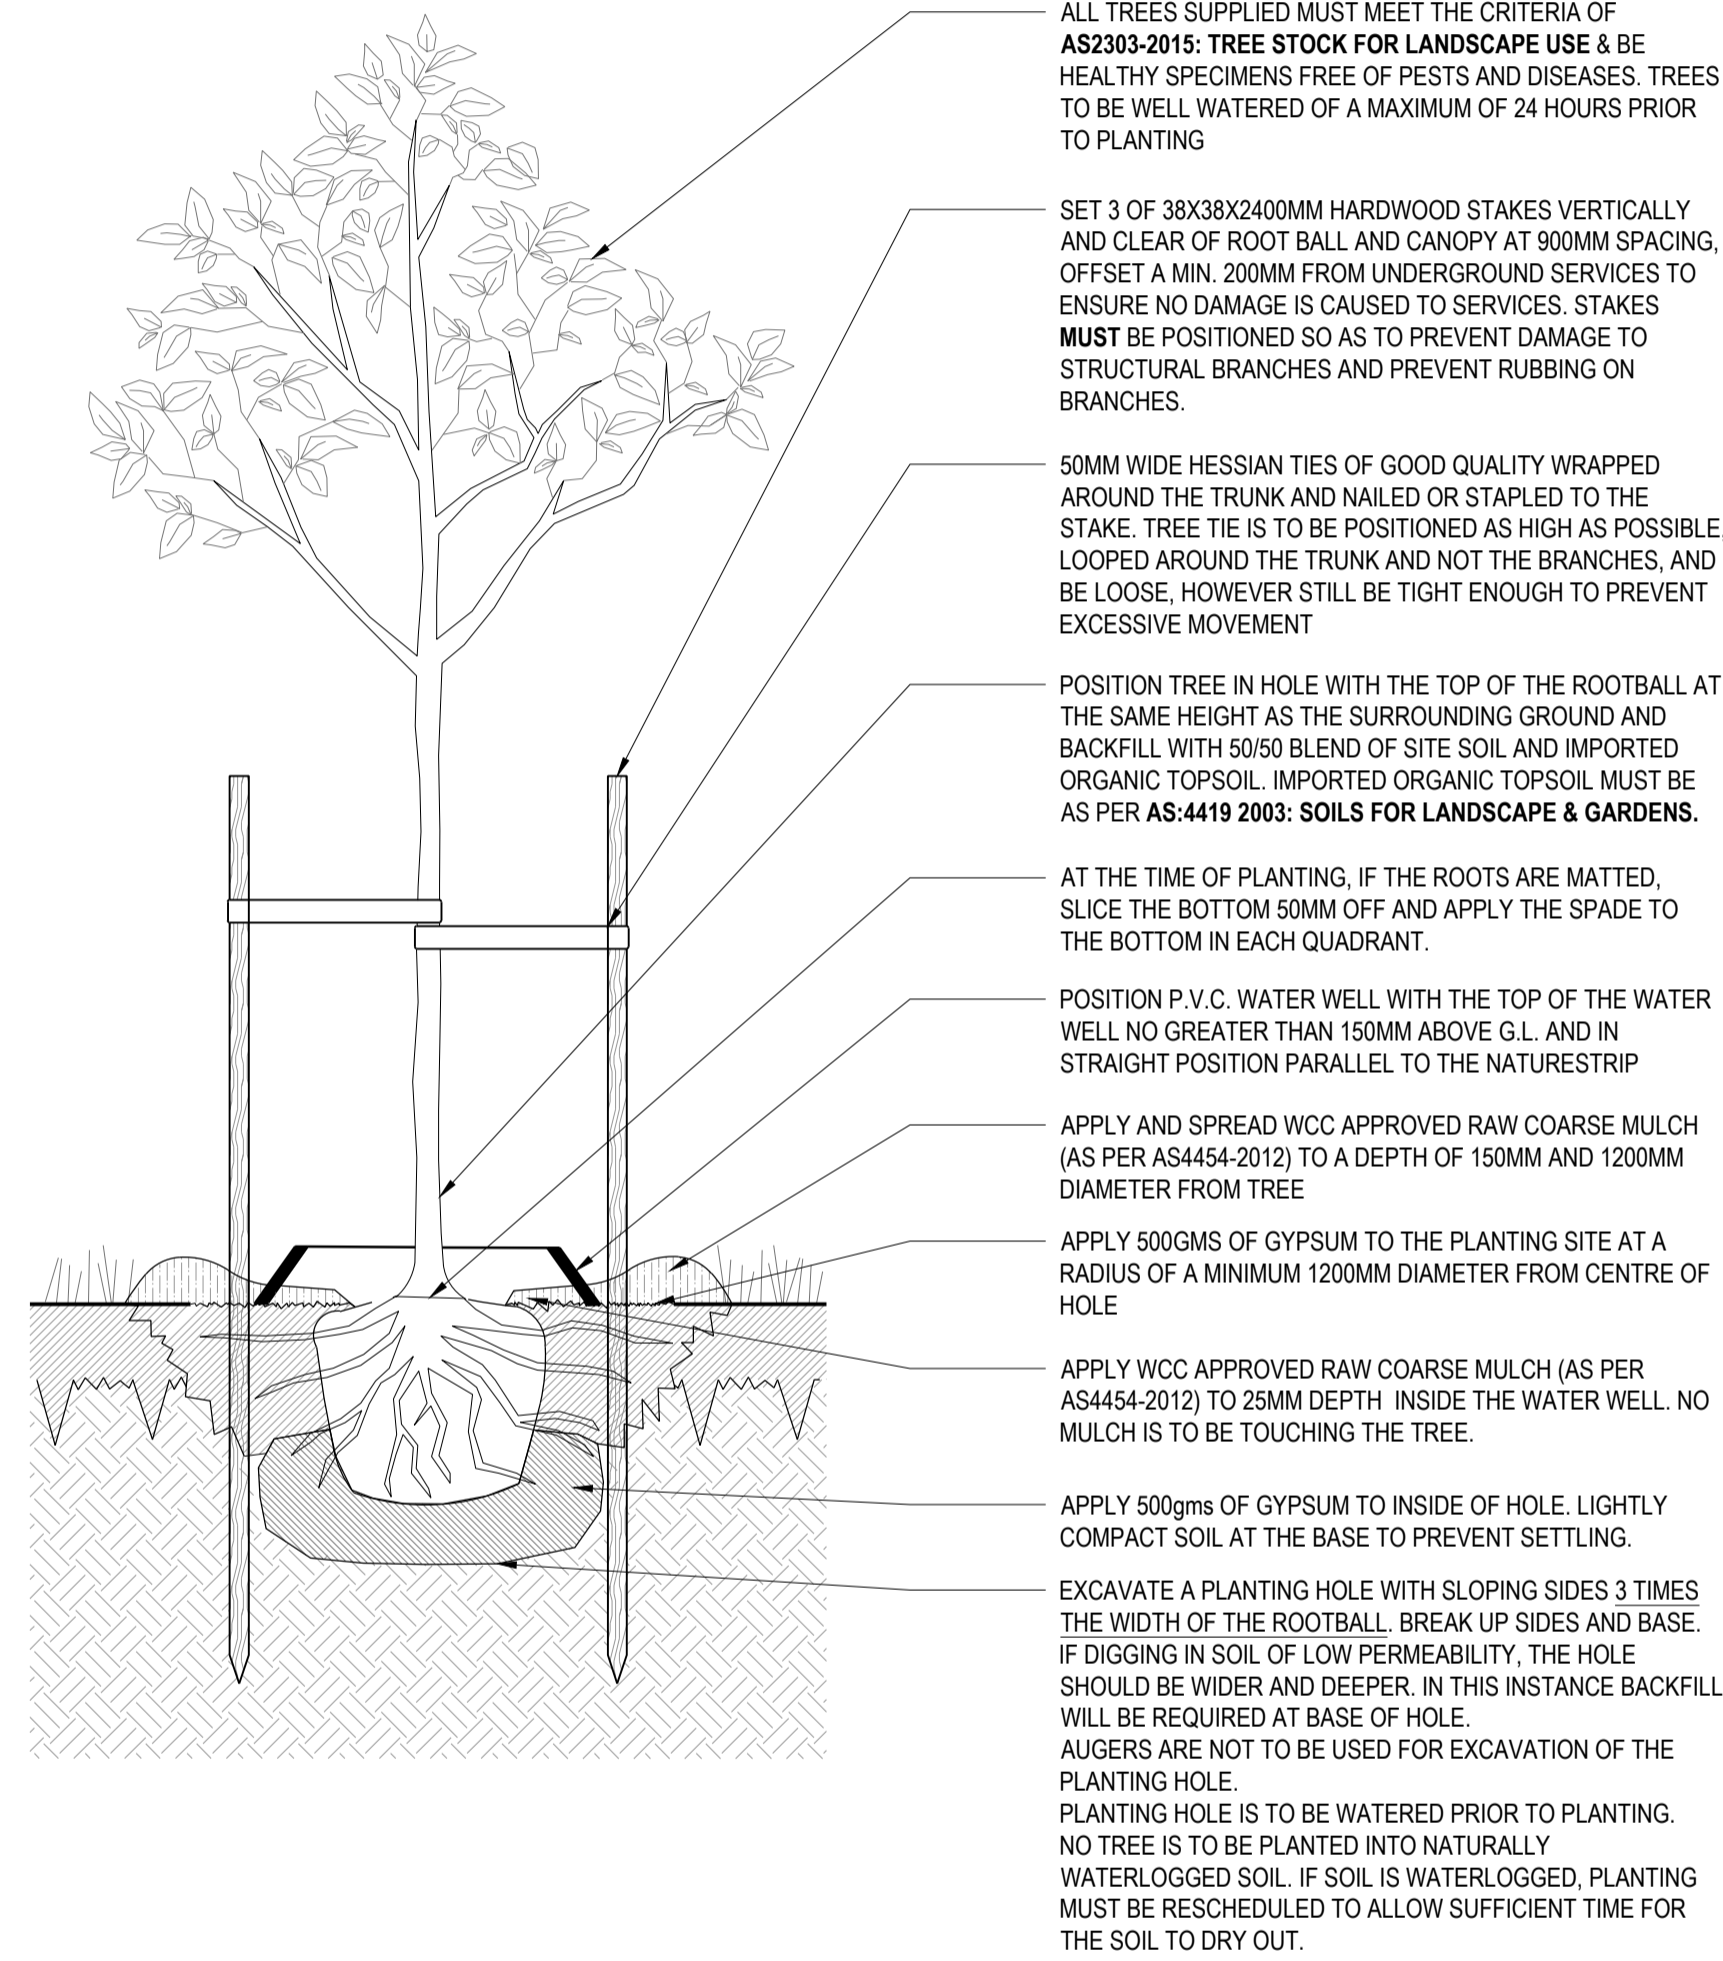 ALL TREES SUPPLIED MUST MEET THE CRITERIA OF
AS2303-2015: TREE STOCK FOR LANDSCAPE USE & BE
HEALTHY SPECIMENS FREE OF PESTS AND DISEASES. TREES
TO BE WELL WATERED OF A MAXIMUM OF 24 HOURS PRIOR
TO PLANTING
SET 3 OF 38X38X2400MM HARDWOOD STAKES VERTICALLY
AND CLEAR OF ROOT BALL AND CANOPY AT 900MM SPACING,
OFFSET A MIN. 200MM FROM UNDERGROUND SERVICES TO
ENSURE NO DAMAGE IS CAUSED TO SERVICES. STAKES
MUST BE POSITIONED SO AS TO PREVENT DAMAGE TO
STRUCTURAL BRANCHES AND PREVENT RUBBING ON
BRANCHES.
50MM WIDE HESSIAN TIES OF GOOD QUALITY WRAPPED
AROUND THE TRUNK AND NAILED OR STAPLED TO THE
STAKE. TREE TIE IS TO BE POSITIONED AS HIGH AS POSSIBLE,
LOOPED AROUND THE TRUNK AND NOT THE BRANCHES, AND
BE LOOSE, HOWEVER STILL BE TIGHT ENOUGH TO PREVENT
EXCESSIVE MOVEMENT
POSITION TREE IN HOLE WITH THE TOP OF THE ROOTBALL AT
THE SAME HEIGHT AS THE SURROUNDING GROUND AND
BACKFILL WITH 50/50 BLEND OF SITE SOIL AND IMPORTED
ORGANIC TOPSOIL. IMPORTED ORGANIC TOPSOIL MUST BE
AS PER AS:4419 2003: SOILS FOR LANDSCAPE & GARDENS.
AT THE TIME OF PLANTING, IF THE ROOTS ARE MATTED,
SLICE THE BOTTOM 50MM OFF AND APPLY THE SPADE TO
THE BOTTOM IN EACH QUADRANT.
POSITION P.V.C. WATER WELL WITH THE TOP OF THE WATER
WELL NO GREATER THAN 150MM ABOVE G.L. AND IN
STRAIGHT POSITION PARALLEL TO THE NATURESTRIP
APPLY AND SPREAD WCC APPROVED RAW COARSE MULCH
(AS PER AS4454-2012) TO A DEPTH OF 150MM AND 1200MM
DIAMETER FROM TREE
APPLY 500GMS OF GYPSUM TO THE PLANTING SITE AT A
RADIUS OF A MINIMUM 1200MM DIAMETER FROM CENTRE OF
HOLE
APPLY WCC APPROVED RAW COARSE MULCH (AS PER
AS4454-2012) TO 25MM DEPTH INSIDE THE WATER WELL. NO
MULCH IS TO BE TOUCHING THE TREE.
APPLY 500gms OF GYPSUM TO INSIDE OF HOLE. LIGHTLY
COMPACT SOIL AT THE BASE TO PREVENT SETTLING.
EXCAVATE A PLANTING HOLE WITH SLOPING SIDES 3 TIMES
THE WIDTH OF THE ROOTBALL. BREAK UP SIDES AND BASE.
IF DIGGING IN SOIL OF LOW PERMEABILITY, THE HOLE
SHOULD BE WIDER AND DEEPER. IN THIS INSTANCE BACKFILL
WILL BE REQUIRED AT BASE OF HOLE.
AUGERS ARE NOT TO BE USED FOR EXCAVATION OF THE
PLANTING HOLE.
PLANTING HOLE IS TO BE WATERED PRIOR TO PLANTING.
NO TREE IS TO BE PLANTED INTO NATURALLY
WATERLOGGED SOIL. IF SOIL IS WATERLOGGED, PLANTING
MUST BE RESCHEDULED TO ALLOW SUFFICIENT TIME FOR
THE SOIL TO DRY OUT.